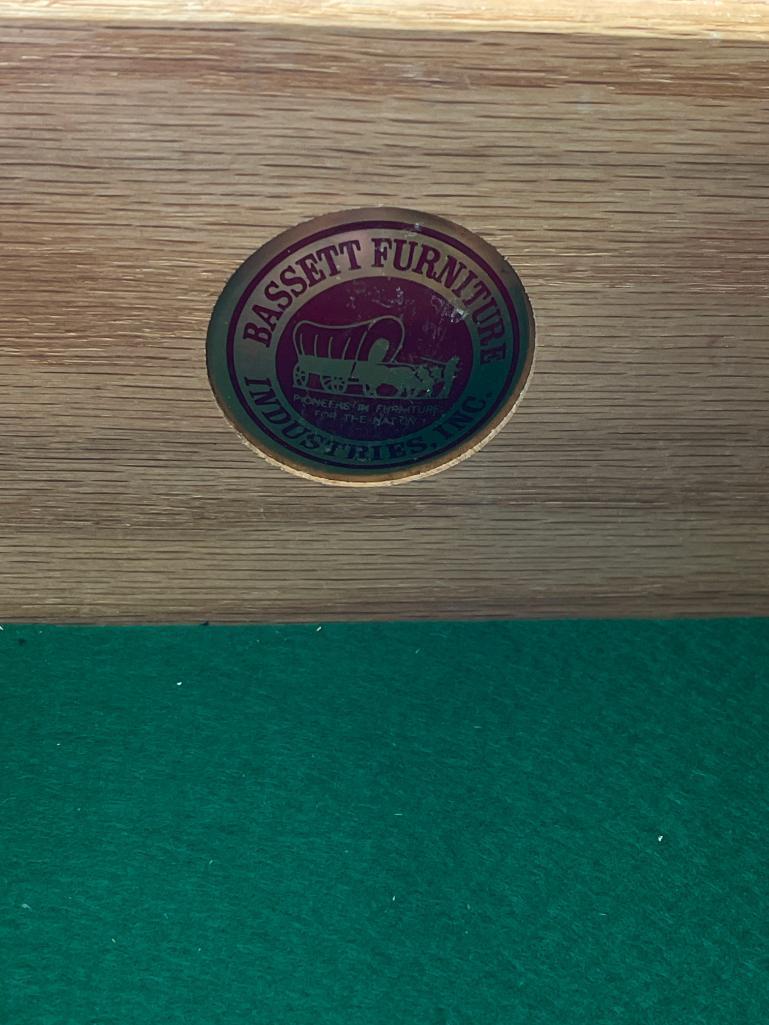 BASSETT FURNITURE
PIONEERS IN FURNITURE
FOR THE NATION
INDUSTRIES, INC.